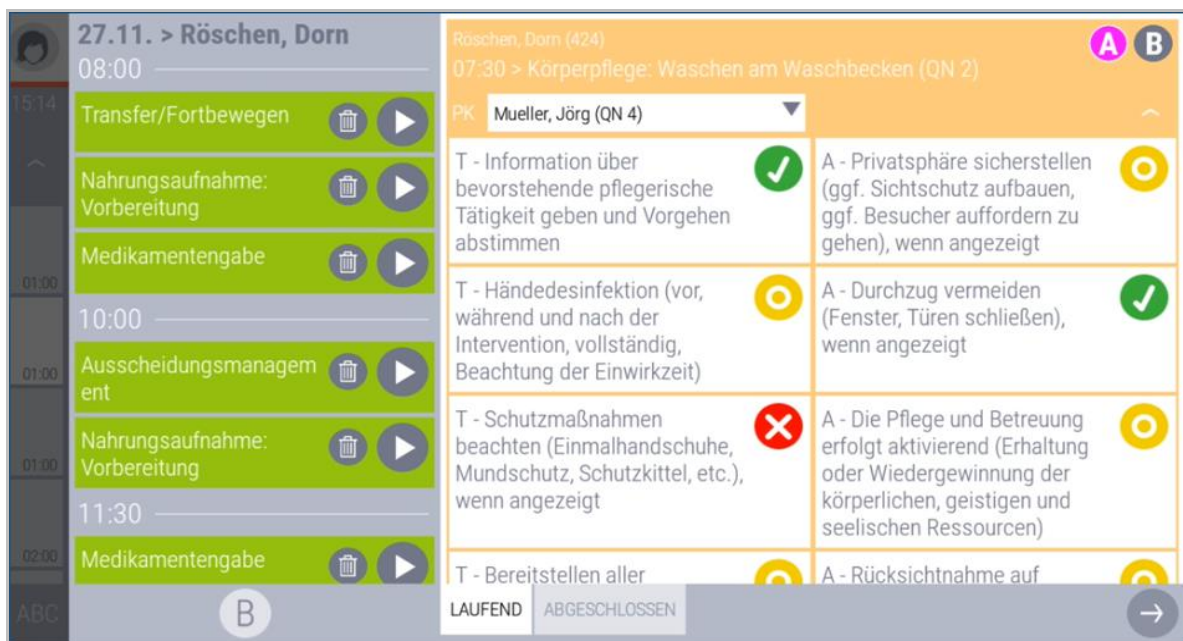 15:14
01:00
01:00
01:00
02:00
ABC
27.11. > Röschen, Dorn
08:00
Transfer/Fortbewegen
Nahrungsaufnahme:
Vorbereitung
Medikamentengabe
10:00
Ausscheidungsmanagem
ent
Nahrungsaufnahme:
Vorbereitung
11:30
Medikamentengabe
B
Röschen, Dorn (424)
A B
07:30 > Körperpflege: Waschen am Waschbecken (QN 2)
PK Mueller, Jörg (QN 4)
T - Information über
bevorstehende pflegerische
Tätigkeit geben und Vorgehen
abstimmen
A - Privatsphäre sicherstellen
(ggf. Sichtschutz aufbauen,
ggf. Besucher auffordern zu
gehen), wenn angezeigt
T - Händedesinfektion (vor,
während und nach der
Intervention, vollständig,
Beachtung der Einwirkzeit)
A - Durchzug vermeiden
(Fenster, Türen schließen),
wenn angezeigt
T - Schutzmaßnahmen
beachten (Einmalhandschuhe,
Mundschutz, Schutzkittel, etc.),
wenn angezeigt
A - Die Pflege und Betreuung
erfolgt aktivierend (Erhaltung
oder Wiedergewinnung der
körperlichen, geistigen und
seelischen Ressourcen)
T - Bereitstellen aller
A - Rücksichtnahme auf
LAUFEND ABGESCHLOSSEN